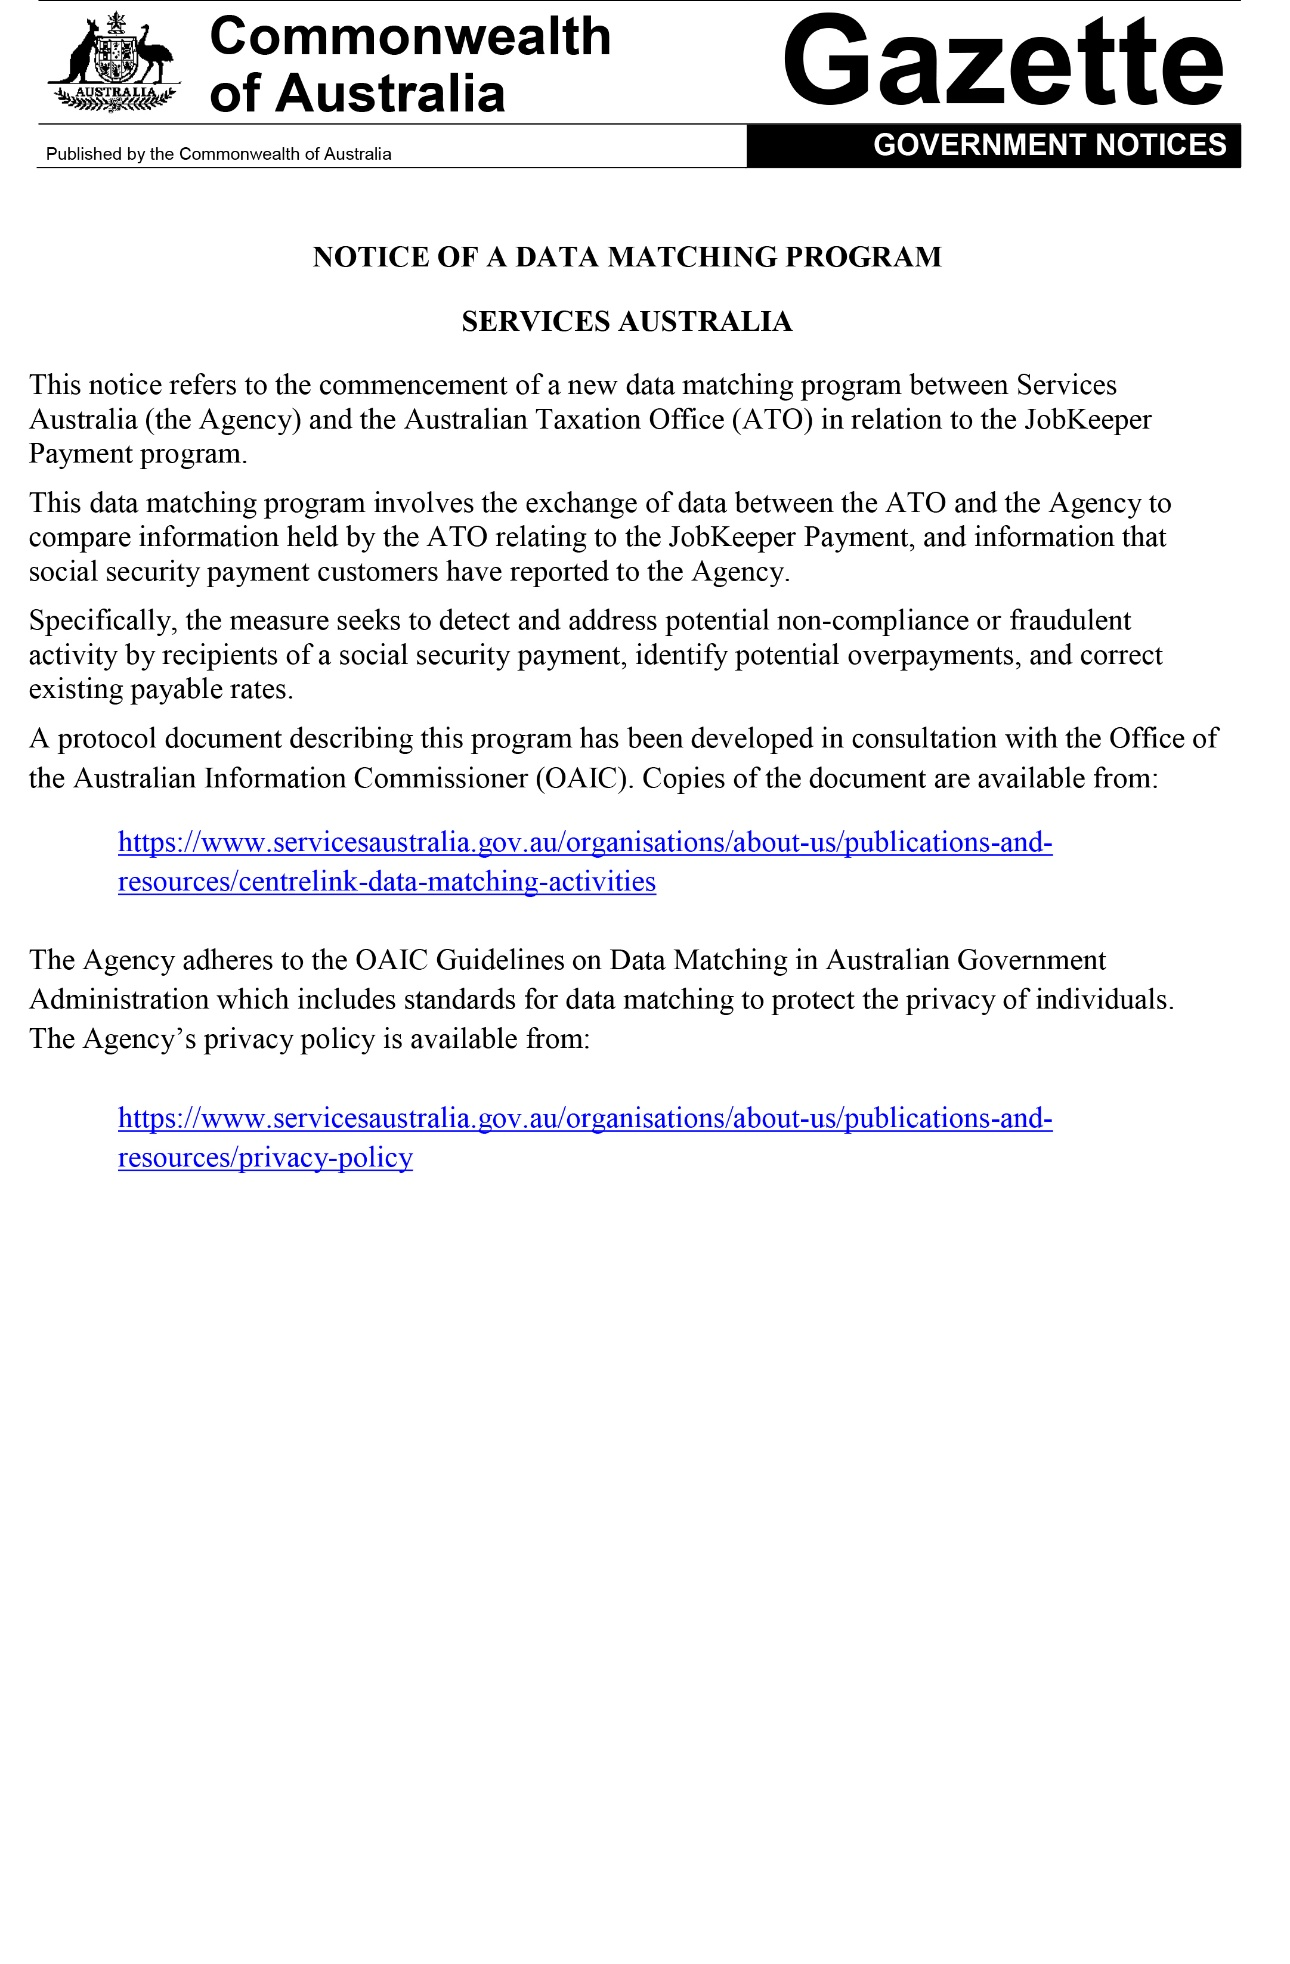 Commonwealth
of Australia
Gazette
AUSTRALIA
Published by the Commonwealth of Australia
GOVERNMENT NOTICES
NOTICE OF A DATA MATCHING PROGRAM
SERVICES AUSTRALIA
This notice refers to the commencement of a new data matching program between Services
Australia (the Agency) and the Australian Taxation Office (ATO) in relation to the JobKeeper
Payment program.
This data matching program involves the exchange of data between the ATO and the Agency to
compare information held by the ATO relating to the JobKeeper Payment, and information that
social security payment customers have reported to the Agency.
Specifically, the measure seeks to detect and address potential non-compliance or fraudulent
activity by recipients of a social security payment, identify potential overpayments, and correct
existing payable rates.
A protocol document describing this program has been developed in consultation with the Office of
the Australian Information Commissioner (OAIC). Copies of the document are available from:
https://www.servicesaustralia.gov.au/organisations/about-us/publications-and-
resources/centrelink-data-matching-activities
The Agency adheres to the OAIC Guidelines on Data Matching in Australian Government
Administration which includes standards for data matching to protect the privacy of individuals.
The Agency’s privacy policy is available from:
https://www.servicesaustralia.gov.au/organisations/about-us/publications-and-
resources/privacy-policy